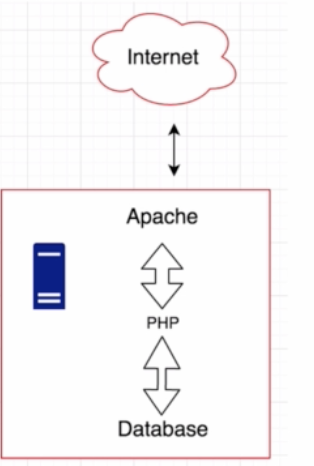 Internet
Apache
PHP
Database